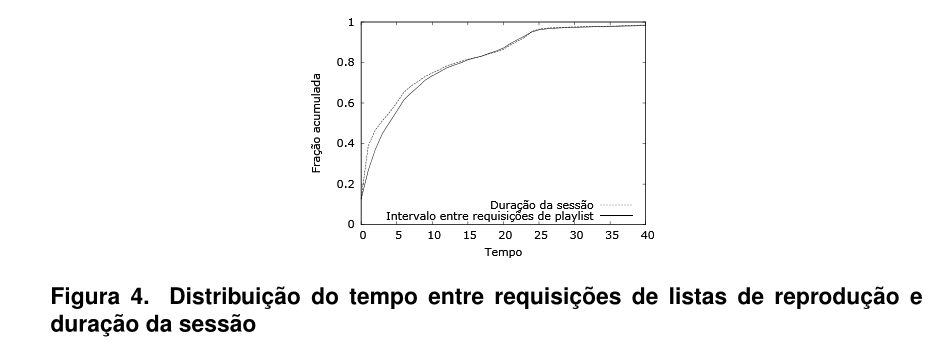 1
0.8
0.6
0.4
0.2
0
Fração acumulada
Duração da sessão
Intervalo entre requisições de playlist
0 5 10 15 20 25 30 35 40
Tempo
Figura 4. Distribuição do tempo entre requisições de listas de reprodução e
duração da sessão